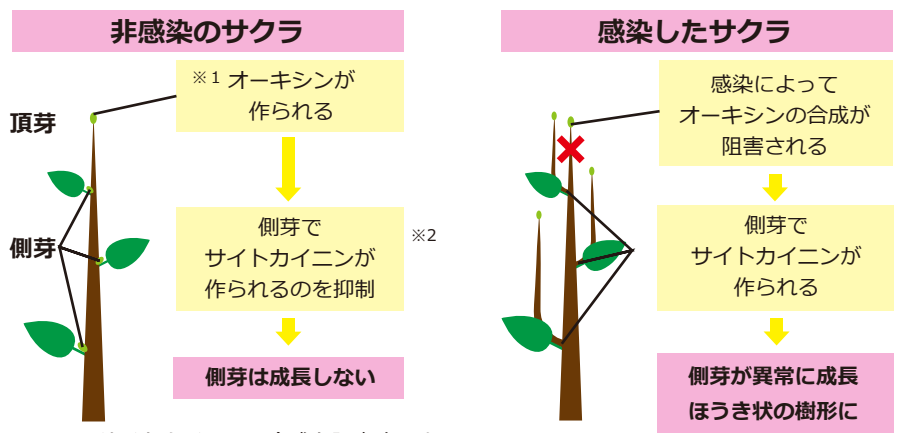 非感染のサクラ
頂芽
側芽
※1 オーキシンが
作られる
側芽で
サイトカイニンが
作られるのを抑制
※2
側芽は成長しない
感染したサクラ
感染によって
オーキシンの合成が
阻害される
側芽で
サイトカイニンが
作られる
側芽が異常に成長
ほうき状の樹形に